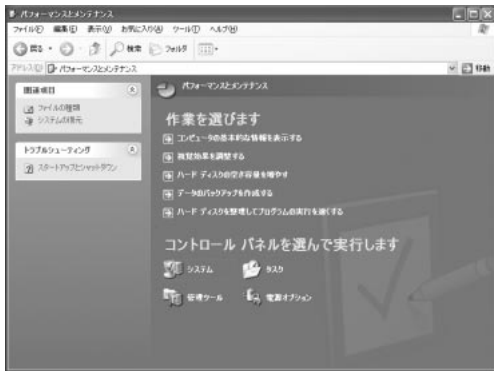 パフォーマンスとメンテナンス
ファイル(F) 編集(E) 表示(V) お気に入り(A) ツール(T) ヘルプ(H)
戻る 検索 フォルダ
アドレス(D) パフォーマンスとメンテナンス 移動
関連項目
ファイルの種類
システムの復元
トラブルシューティング
スタートアップとシャットダウン
パフォーマンスとメンテナンス
作業を選びます
コンピュータの基本的な情報を表示する
視覚効果を調整する
ハード ディスクの空き容量を増やす
データのバックアップを作成する
ハード ディスクを整理してプログラムの実行を速くする
コントロール パネルを選んで実行します
システム タスク
管理ツール 電源オプション